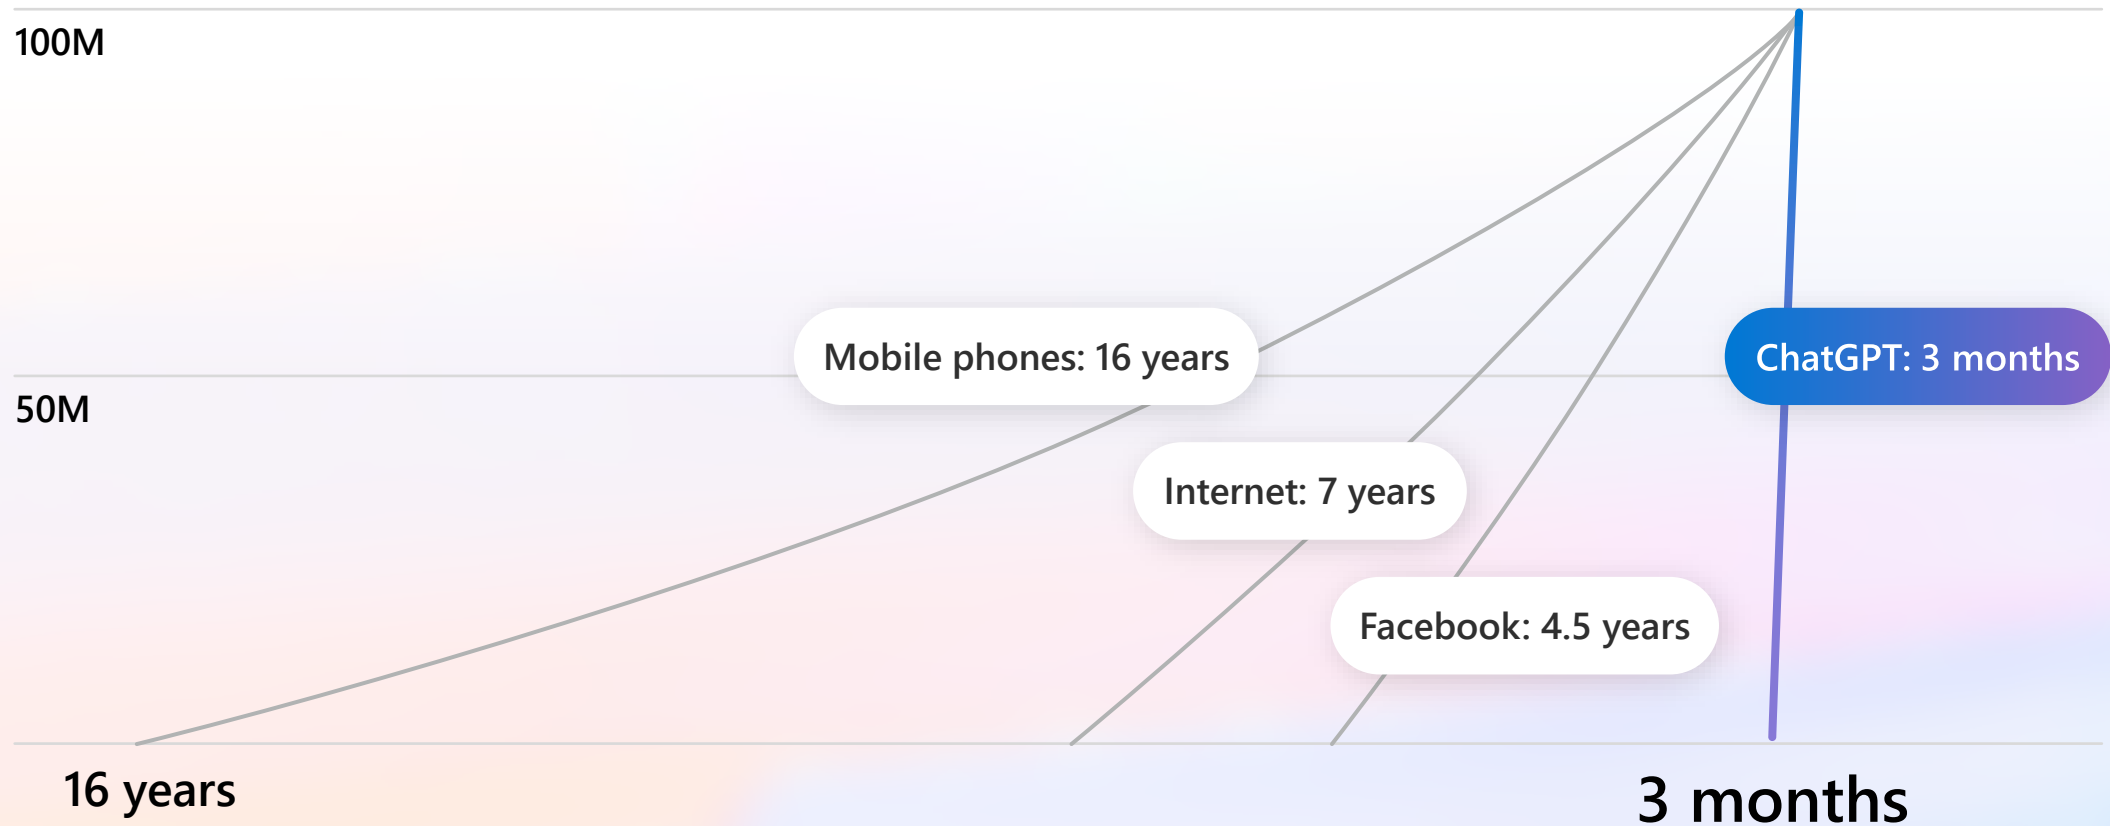 100M
Mobile phones: 16 years
ChatGPT: 3 months
50M
Internet: 7 years
Facebook: 4.5 years
16 years
3 months